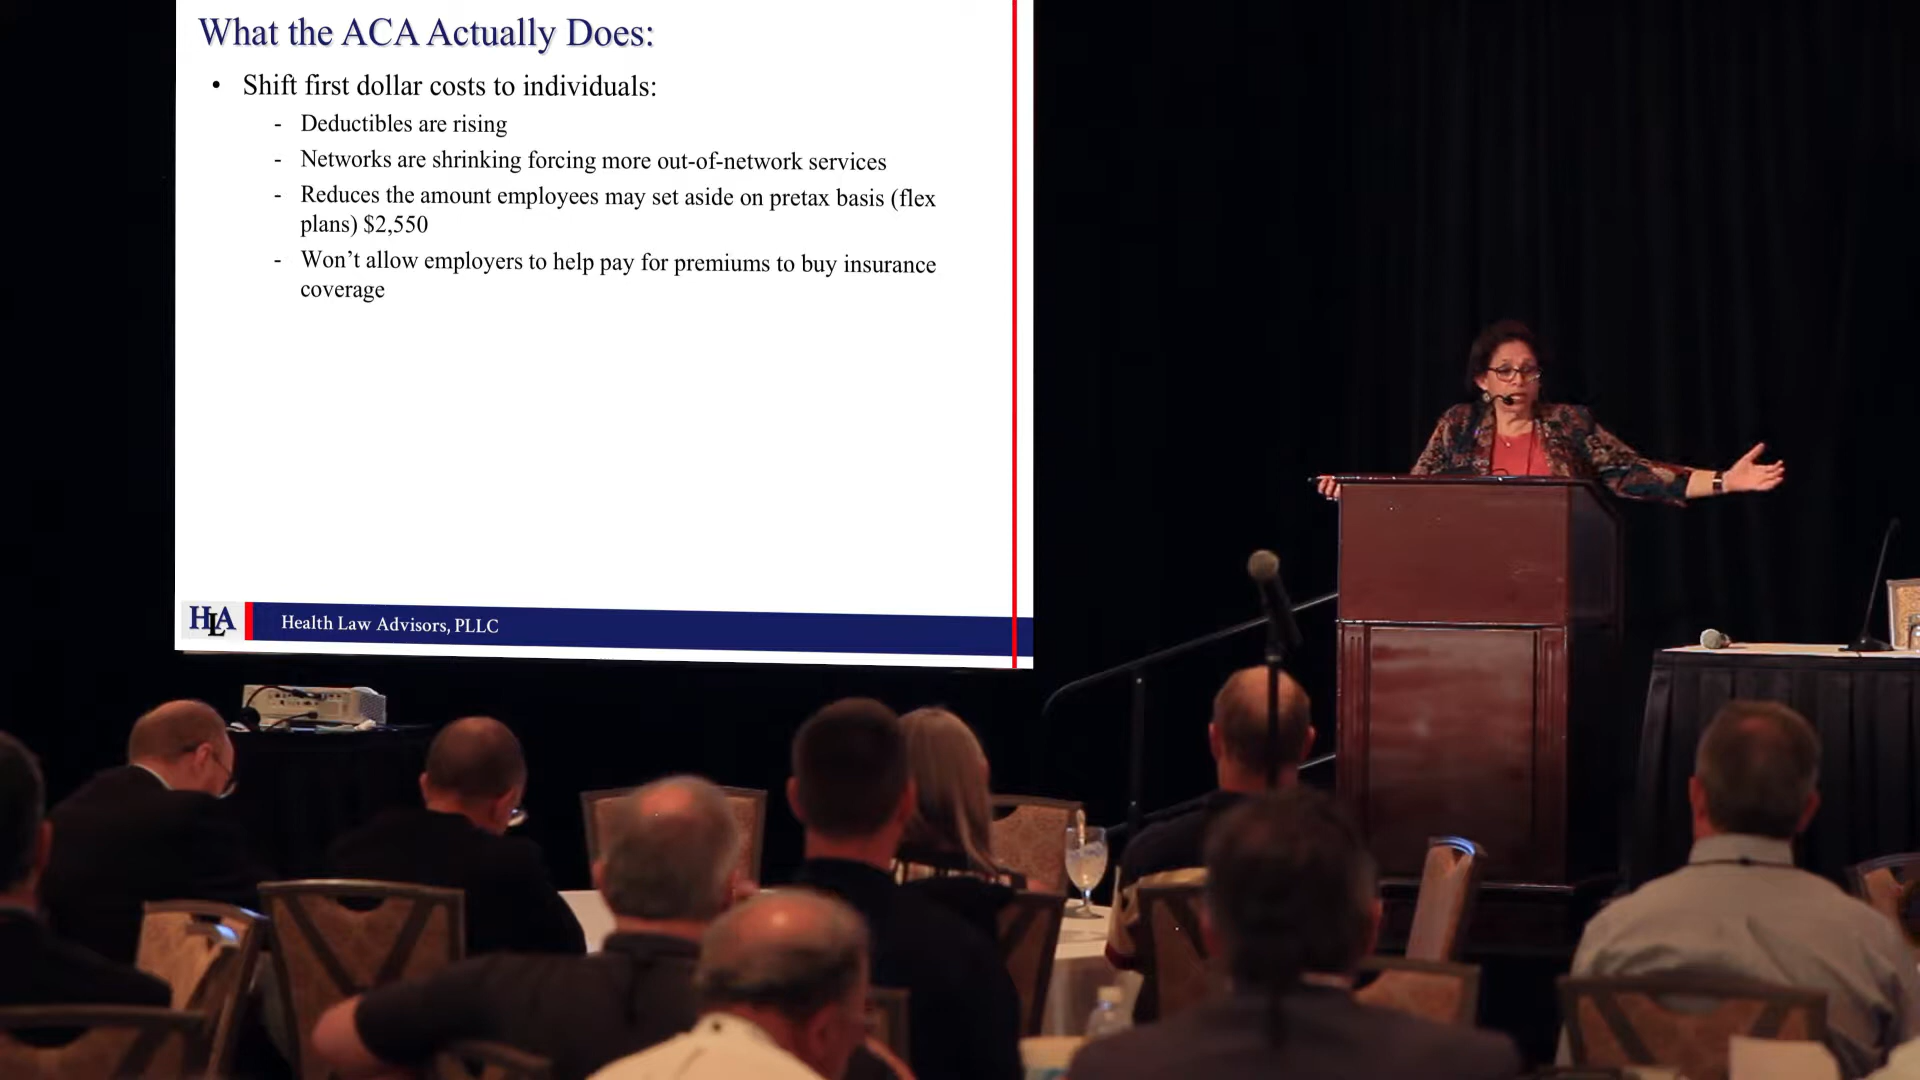 What the ACA Actually Does:
• Shift first dollar costs to individuals:
- Deductibles are rising
- Networks are shrinking forcing more out-of-network services
- Reduces the amount employees may set aside on pretax basis (flex
plans) $2,550
- Won’t allow employers to help pay for premiums to buy insurance
coverage
HLA Health Law Advisors, PLLC